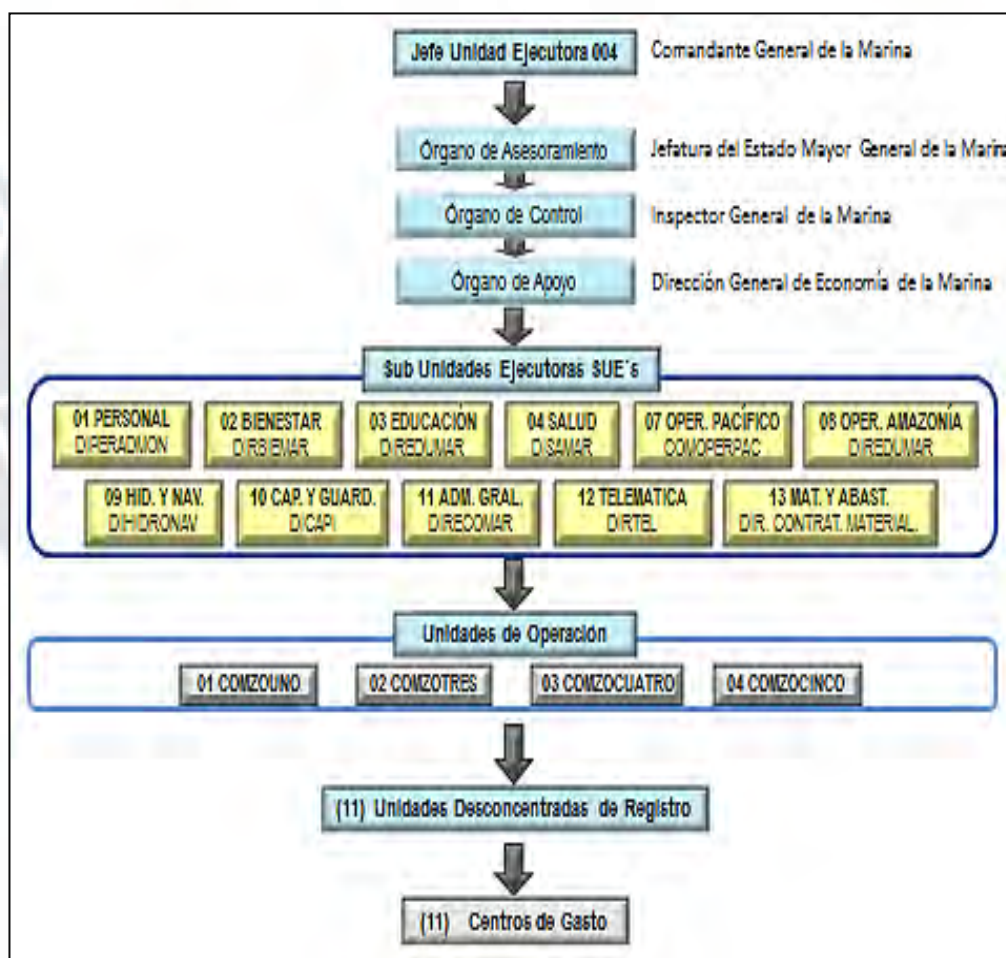 Jefe Unidad Ejecutora 004 Comandante General de la Marina
Órgano de Asesoramiento Jefatura del Estado Mayor General de la Marina
Órgano de Control Inspector General de la Marina
Órgano de Apoyo Dirección General de Economía de la Marina
Sub Unidades Ejecutoras SUE´s
01 PERSONAL 02 BIENESTAR 03 EDUCACIÓN 04 SALUD 07 OPER. PACÍFICO 08 OPER. AMAZONÍA
DIPERADMON DIRBIEMAR DIREDUMAR DISAMAR COMOPERPAC DIREDUMAR
09 HID. Y NAV. 10 CAP. Y GUARD. 11 ADM. GRAL. 12 TELEMATICA 13 MAT. Y ABAST.
DIHIDRONAV DICAPI DIRECOMAR DIRTEL DIR. CONTRAT. MATERIAL.
Unidades de Operación
01 COMZOUNO 02 COMZOTRES 03 COMZOCUATRO 04 COMZOCINCO
(11) Unidades Desconcentradas de Registro
(11) Centros de Gasto